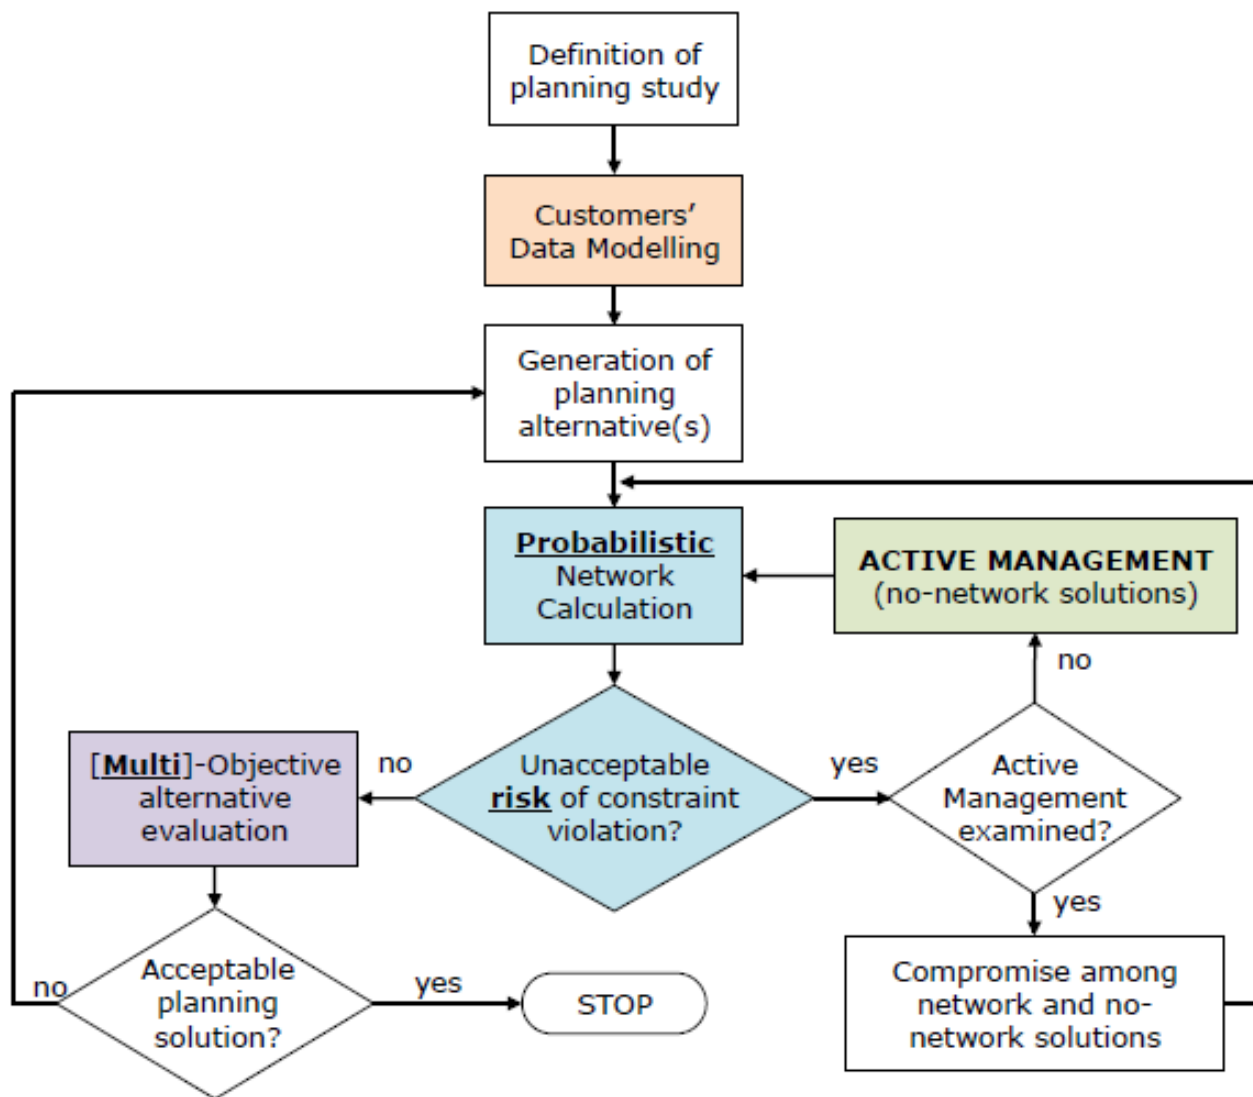 Definition of
planning study
Customers’
Data Modelling
Generation of
planning
alternative(s)
Probabilistic
Network
Calculation
ACTIVE MANAGEMENT
(no-network solutions)
no
[Multi]-Objective
alternative
evaluation
no
Unacceptable
risk of constraint
violation?
yes
Active
Management
examined?
yes
no
Acceptable
planning
solution?
yes
STOP
Compromise among
network and no-
network solutions